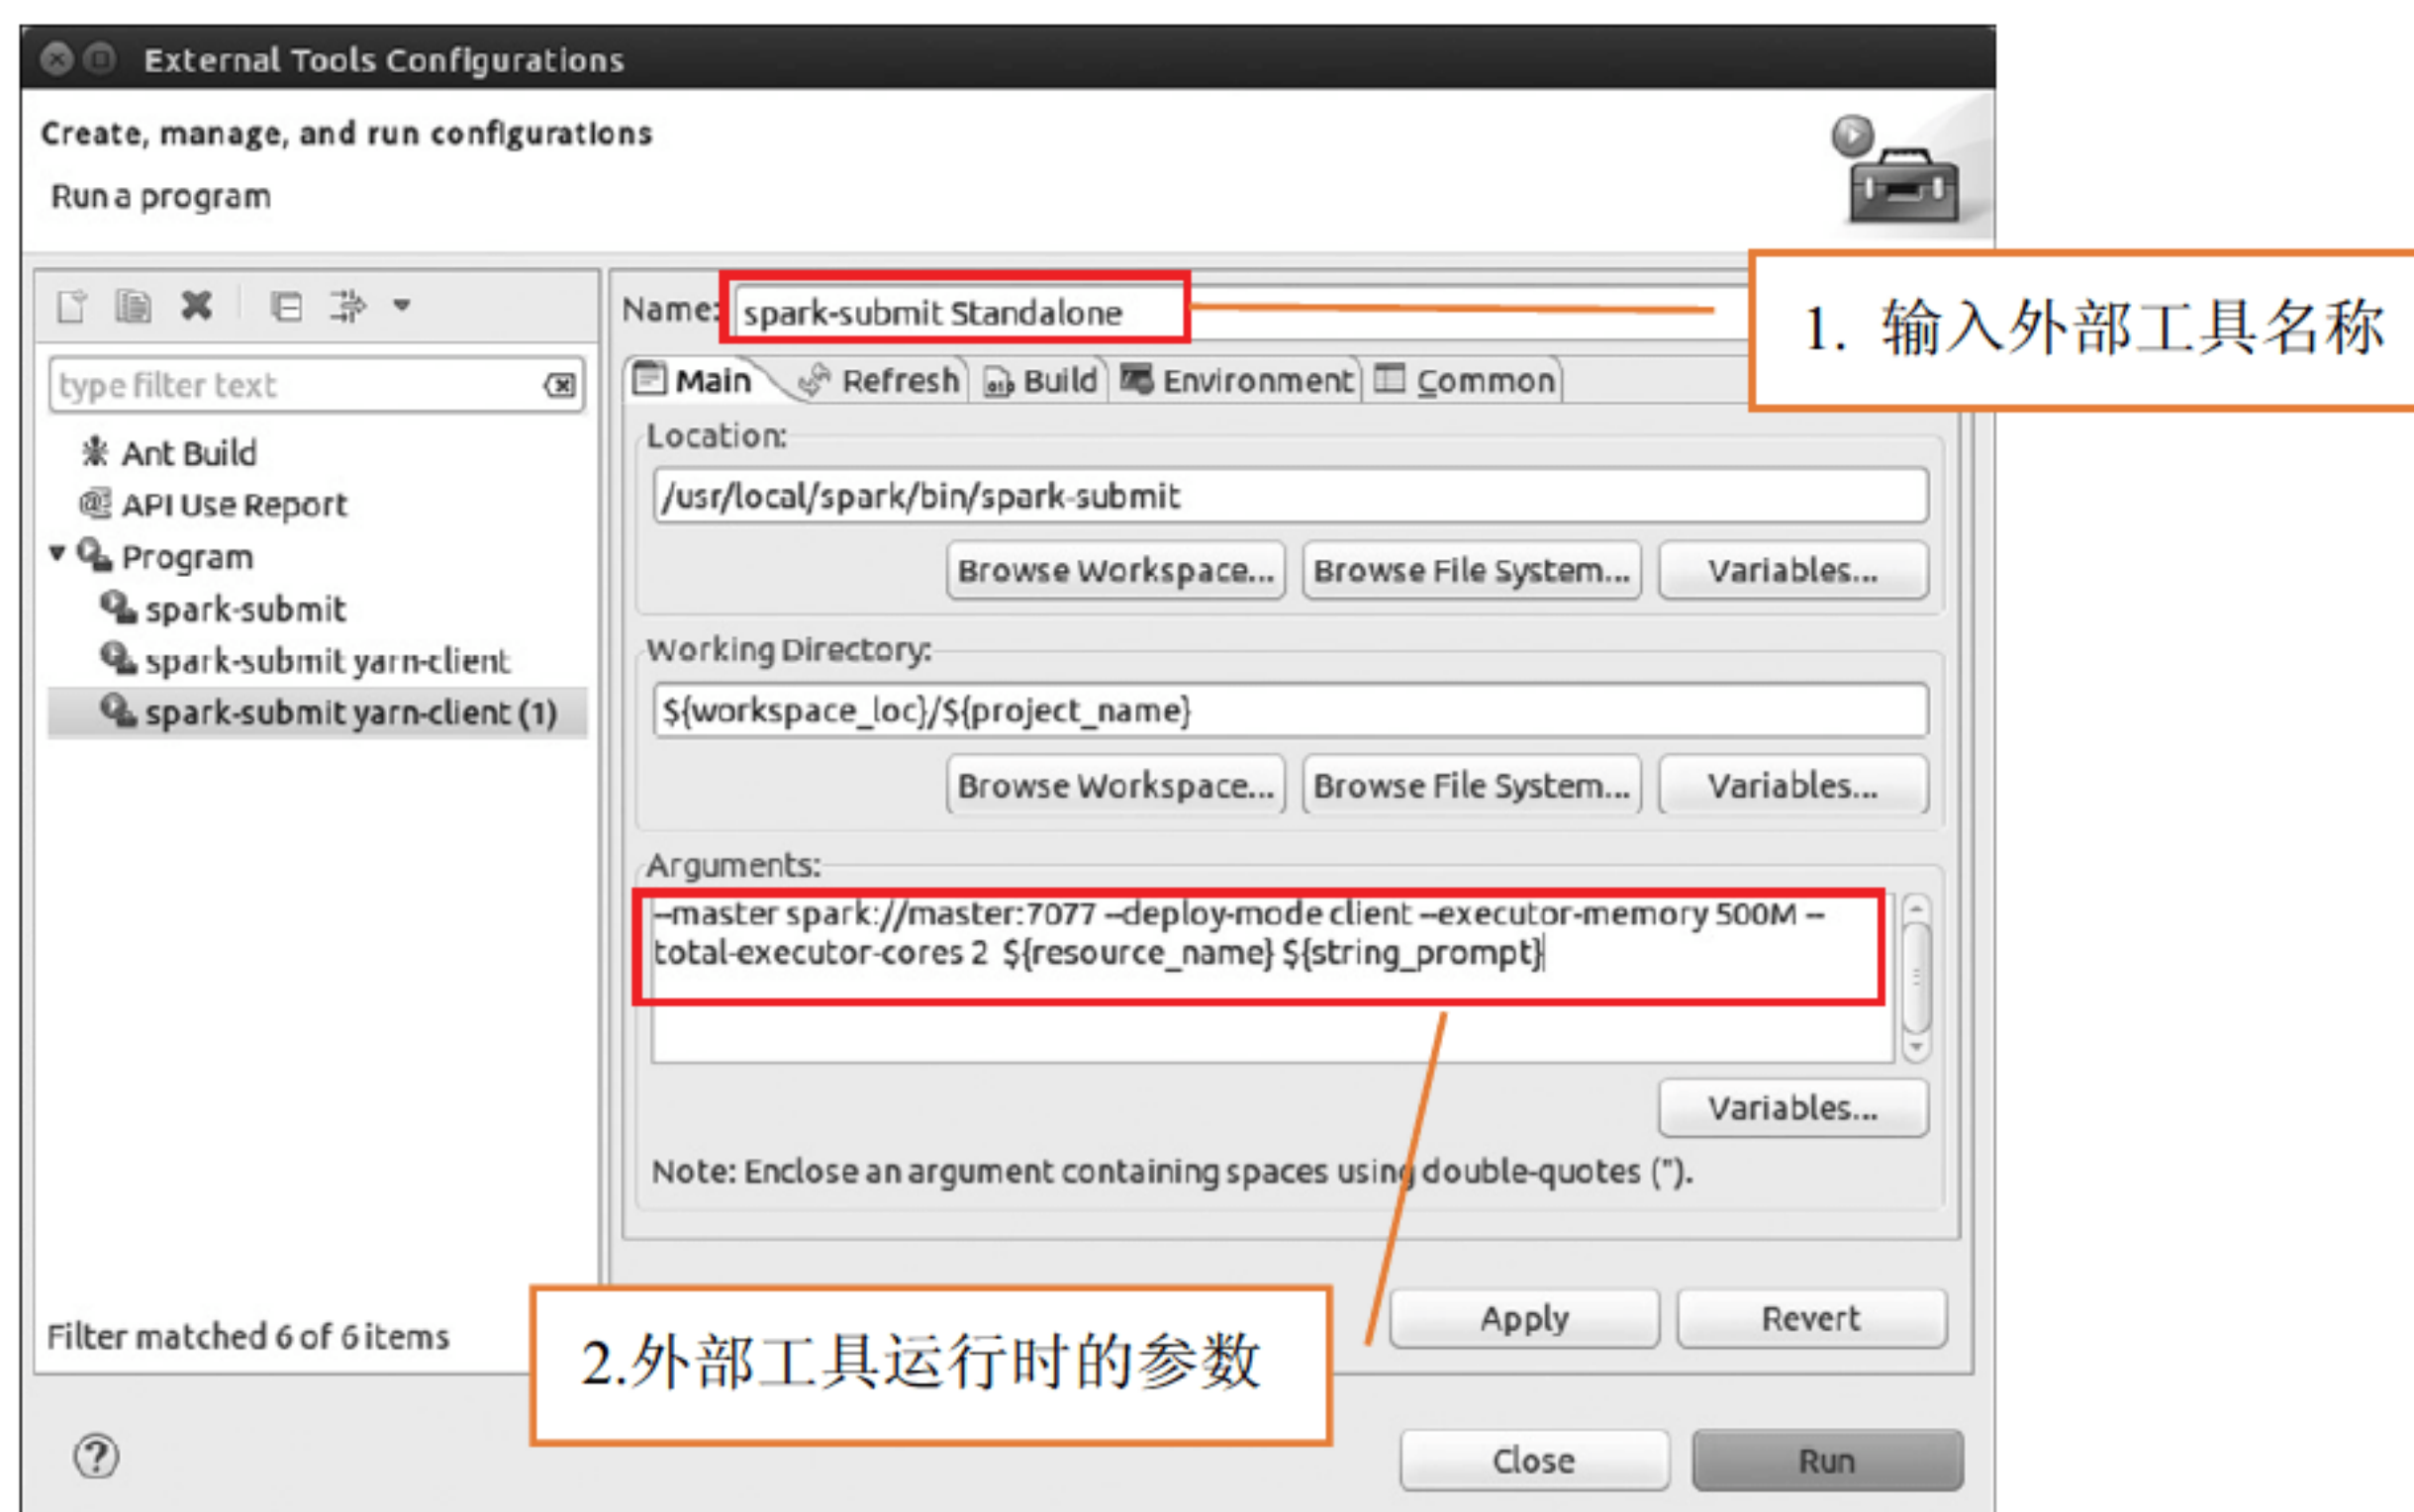 External Tools Configurations
Create, manage, and run configurations
Run a program
Name: spark-submit Standalone
1. 输入外部工具名称
type filter text
Main Refresh Build Environment Common
Ant Build
API Use Report
Program
spark-submit
spark-submit yarn-client
spark-submit yarn-client (1)
Location:
/usr/local/spark/bin/spark-submit
Browse Workspace... Browse File System... Variables...
Working Directory:
${workspace_loc}/${project_name}
Browse Workspace... Browse File System... Variables...
Arguments:
--master spark://master:7077 --deploy-mode client --executor-memory 500M --
total-executor-cores 2 ${resource_name} ${string_prompt}
Variables...
Note: Enclose an argument containing spaces using double-quotes (").
Filter matched 6 of 6 items
2.外部工具运行时的参数
Apply Revert
? Close Run